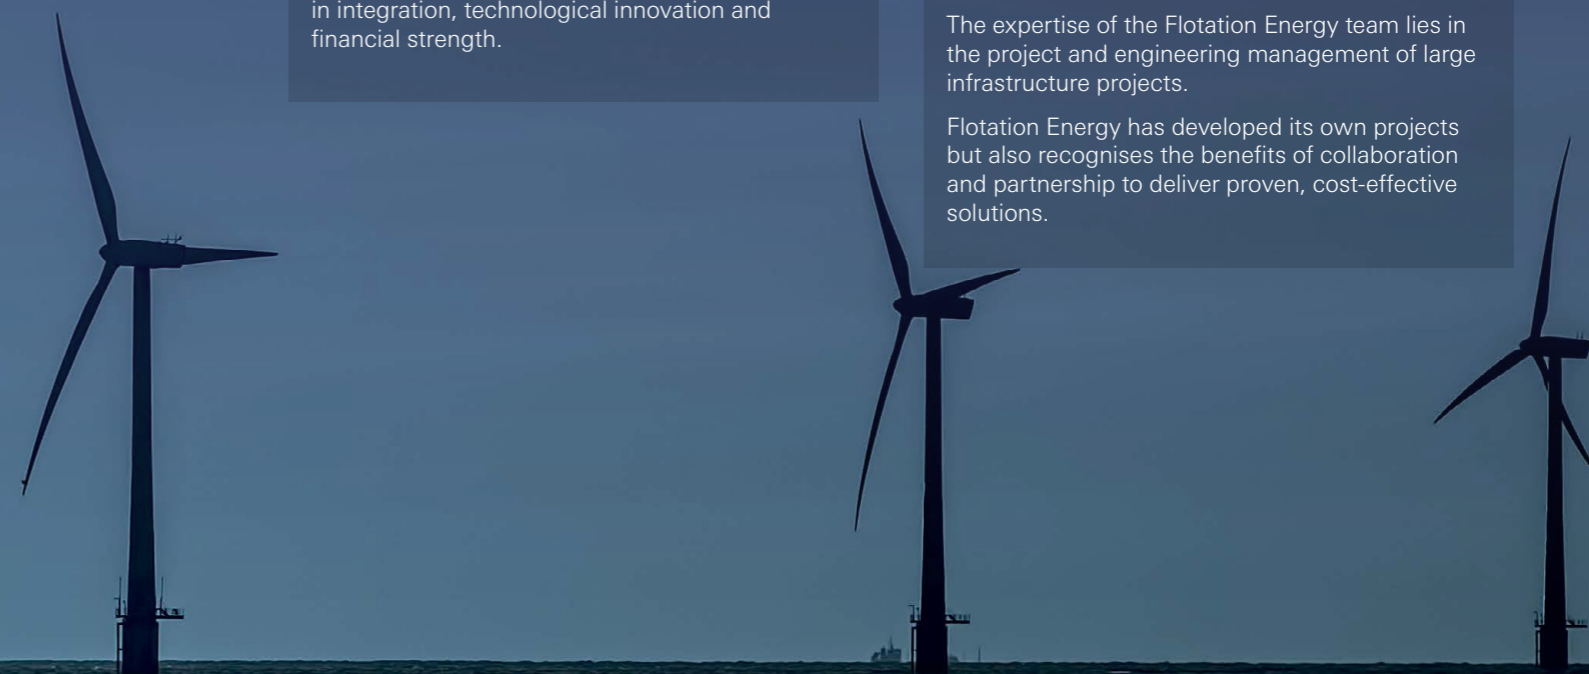 in integration, technological innovation and
financial strength.
The expertise of the Flotation Energy team lies in
the project and engineering management of large
infrastructure projects.
Flotation Energy has developed its own projects
but also recognises the benefits of collaboration
and partnership to deliver proven, cost-effective
solutions.